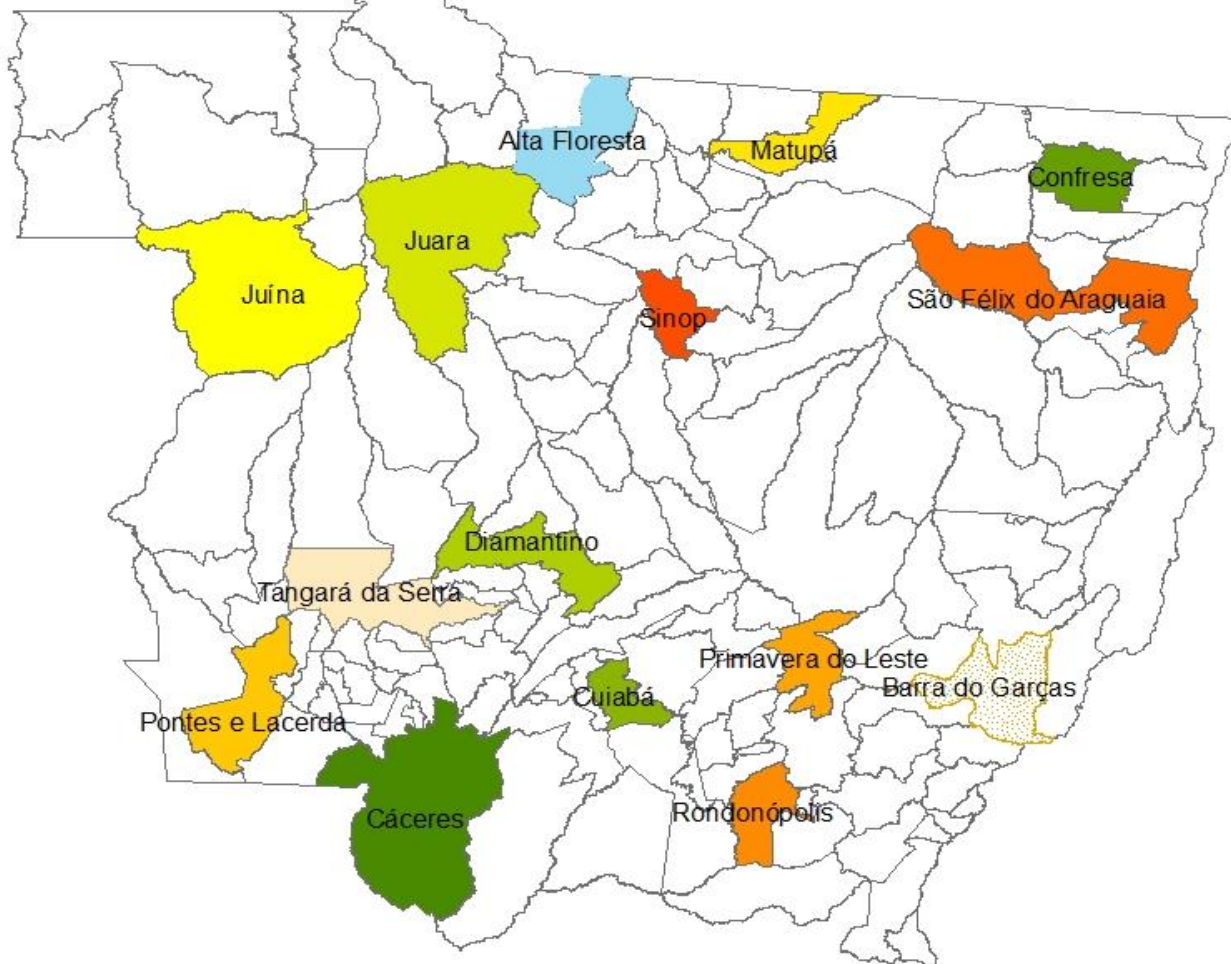 Alta Floresta
Matupá
Confresa
Juara
Juína
São Félix do Araguaia
Sinop
Diamantino
Tangará da Serra
Primavera do Leste
Barra do Garças
Cuiabá
Pontes e Lacerda
Rondonópolis
Cáceres